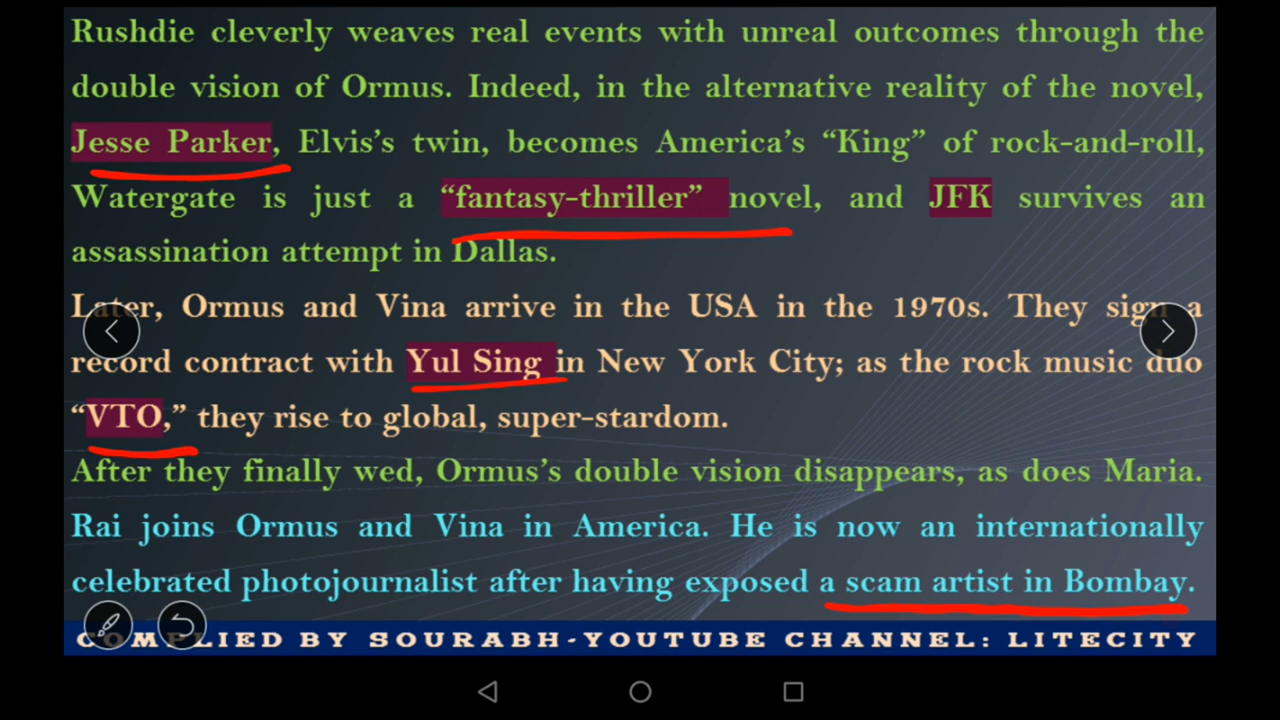 Rushdie cleverly weaves real events with unreal outcomes through the
double vision of Ormus. Indeed, in the alternative reality of the novel,
Jesse Parker, Elvis’s twin, becomes America’s “King” of rock-and-roll,
Watergate is just a “fantasy-thriller” novel, and JFK survives an
assassination attempt in Dallas.
Later, Ormus and Vina arrive in the USA in the 1970s. They sign a
record contract with Yul Sing in New York City; as the rock music duo
“VTO,” they rise to global, super-stardom.
After they finally wed, Ormus’s double vision disappears, as does Maria.
Rai joins Ormus and Vina in America. He is now an internationally
celebrated photojournalist after having exposed a scam artist in Bombay.
COMPLIED BY SOURABH-YOUTUBE CHANNEL: LITECITY